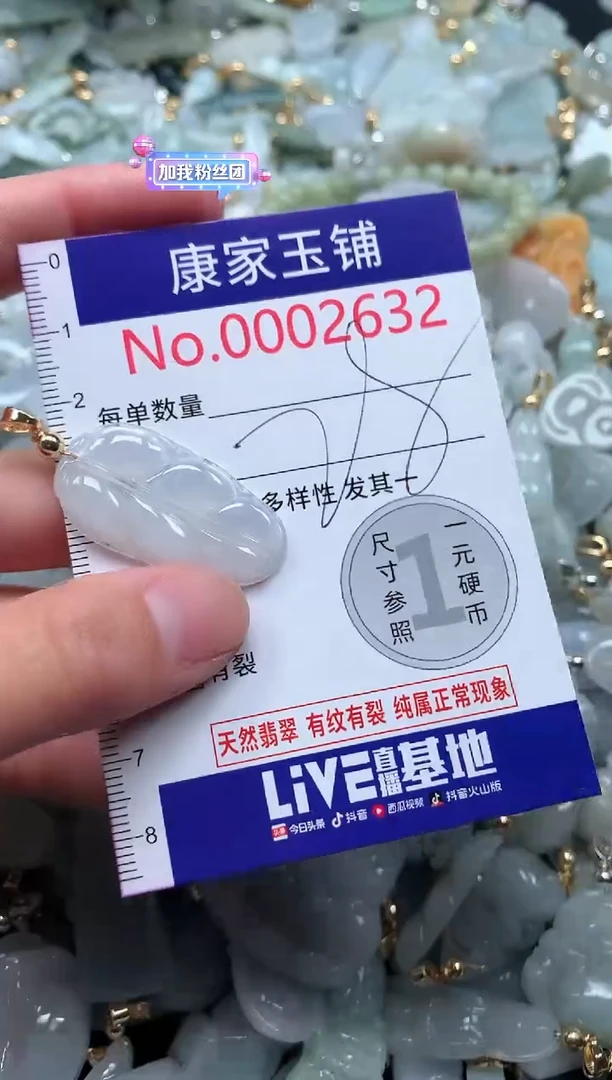 加我粉丝团
康家玉铺
No.0002632
每单数量
多样性 发其一
尺寸参照
1
一元硬币
有裂
天然翡翠 有纹有裂 纯属正常现象
LiVE直播基地
今日头条 抖音 西瓜视频 抖音火山版
0
1
2
7
8